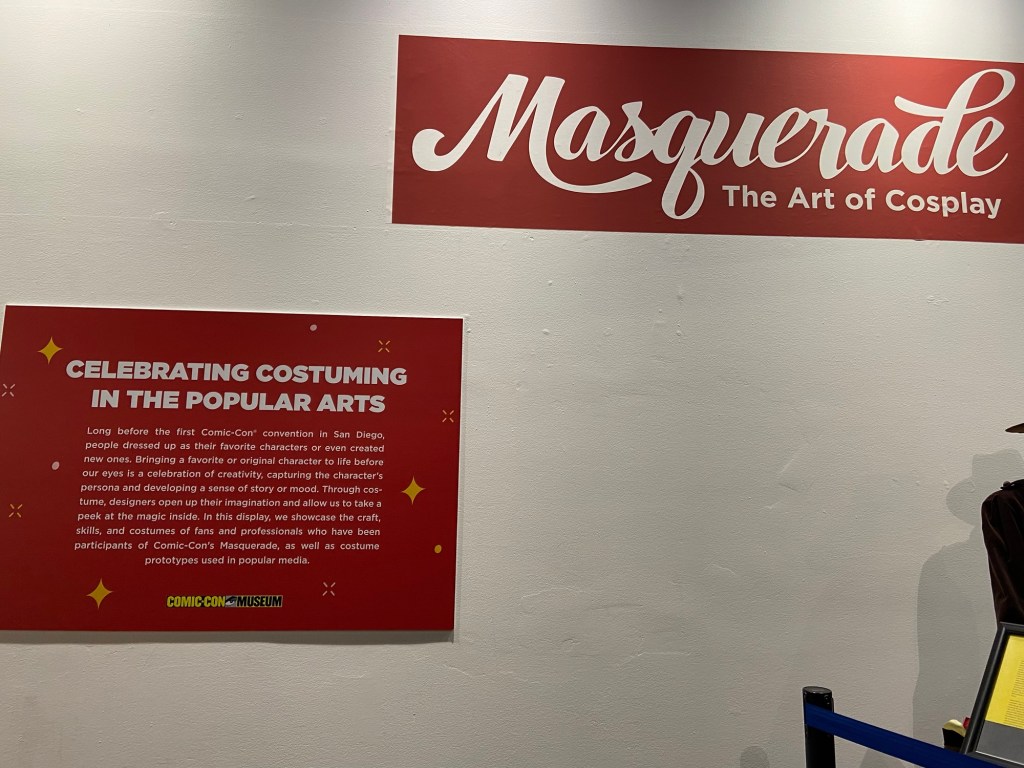 Masquerade
The Art of Cosplay
CELEBRATING COSTUMING
IN THE POPULAR ARTS
Long before the first Comic-Con® convention in San Diego,
people dressed up as their favorite characters or even created
new ones. Bringing a favorite or original character to life before
our eyes is a celebration of creativity, capturing the character's
persona and developing a sense of story or mood. Through cos-
tume, designers open up their imagination and allow us to take a
peek at the magic inside. In this display, we showcase the craft,
skills, and costumes of fans and professionals who have been
participants of Comic-Con's Masquerade, as well as costume
prototypes used in popular media.
COMIC-CON MUSEUM